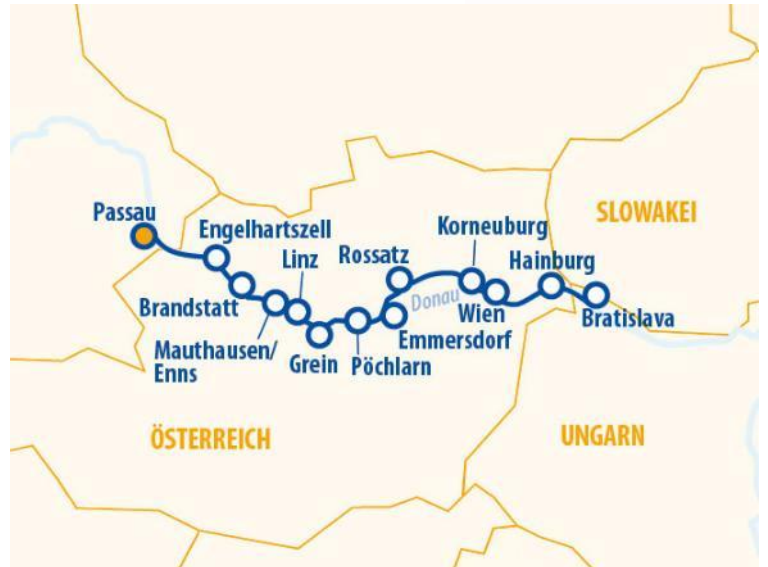 Passau
Engelhartszell
Brandstatt
Linz
Mauthausen/
Enns
Grein
Pöchlarn
Rossatz
Emmersdorf
Donau
Korneuburg
Wien
Hainburg
Bratislava
SLOWAKEI
ÖSTERREICH
UNGARN